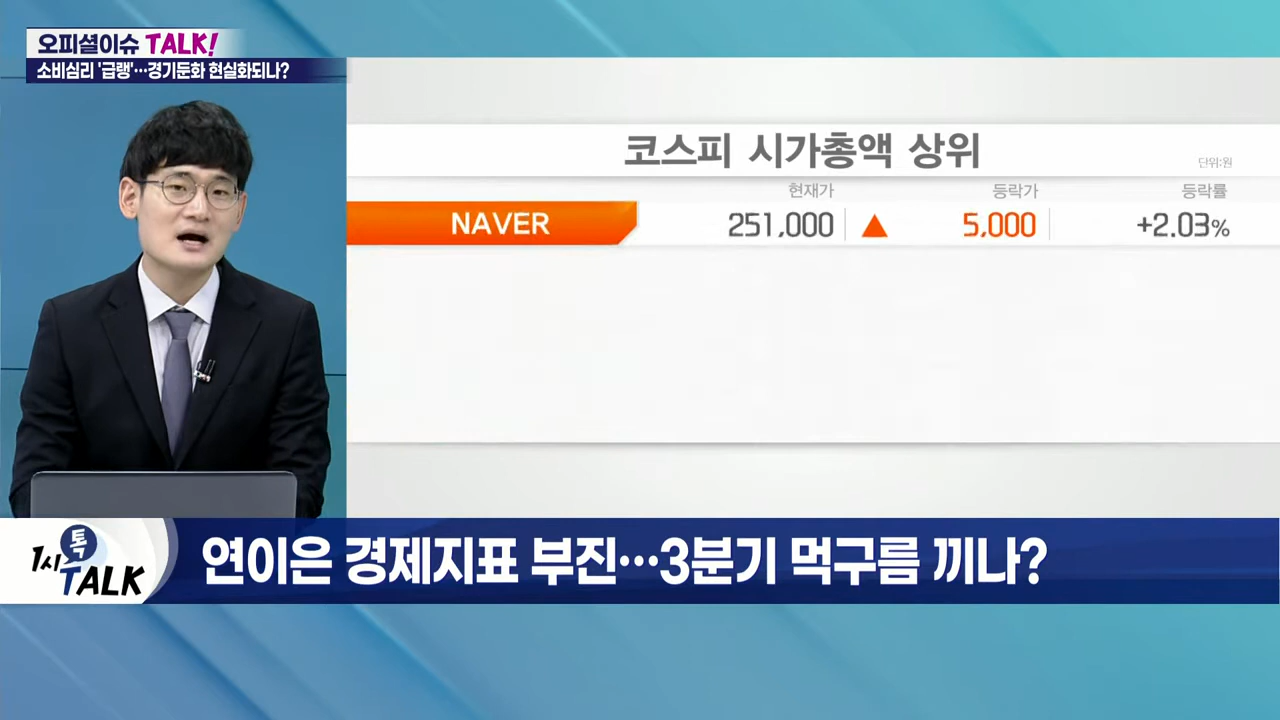 오피셜이슈 TALK!
소비심리 '급랭'…경기둔화 현실화되나?
코스피 시가총액 상위
단위:원
현재가 등락가 등락률
NAVER 251,000 ▲ 5,000 +2.03%
1시 톡 TALK
연이은 경제지표 부진…3분기 먹구름 끼나?